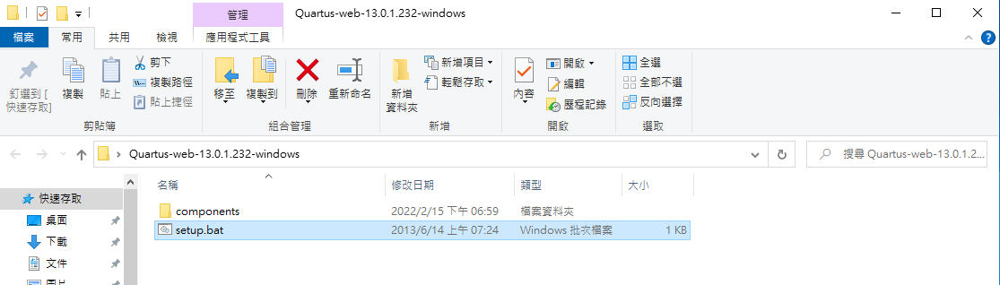 管理
Quartus-web-13.0.1.232-windows
檔案
常用
共用
檢視
應用程式工具
釘選到 [
快速存取]
複製
貼上
剪下
複製路徑
貼上捷徑
剪貼簿
移至
複製到
刪除
重新命名
組合管理
新增
資料夾
新增項目
輕鬆存取
新增
內容
開啟
編輯
歷程記錄
開啟
全選
全部不選
反向選擇
選取
Quartus-web-13.0.1.232-windows
搜尋 Quartus-web-13.0.1.2...
快速存取
桌面
下載
文件
圖片
名稱 修改日期 類型 大小
components 2022/2/15 下午 06:59 檔案資料夾
setup.bat 2013/6/14 上午 07:24 Windows 批次檔案 1 KB